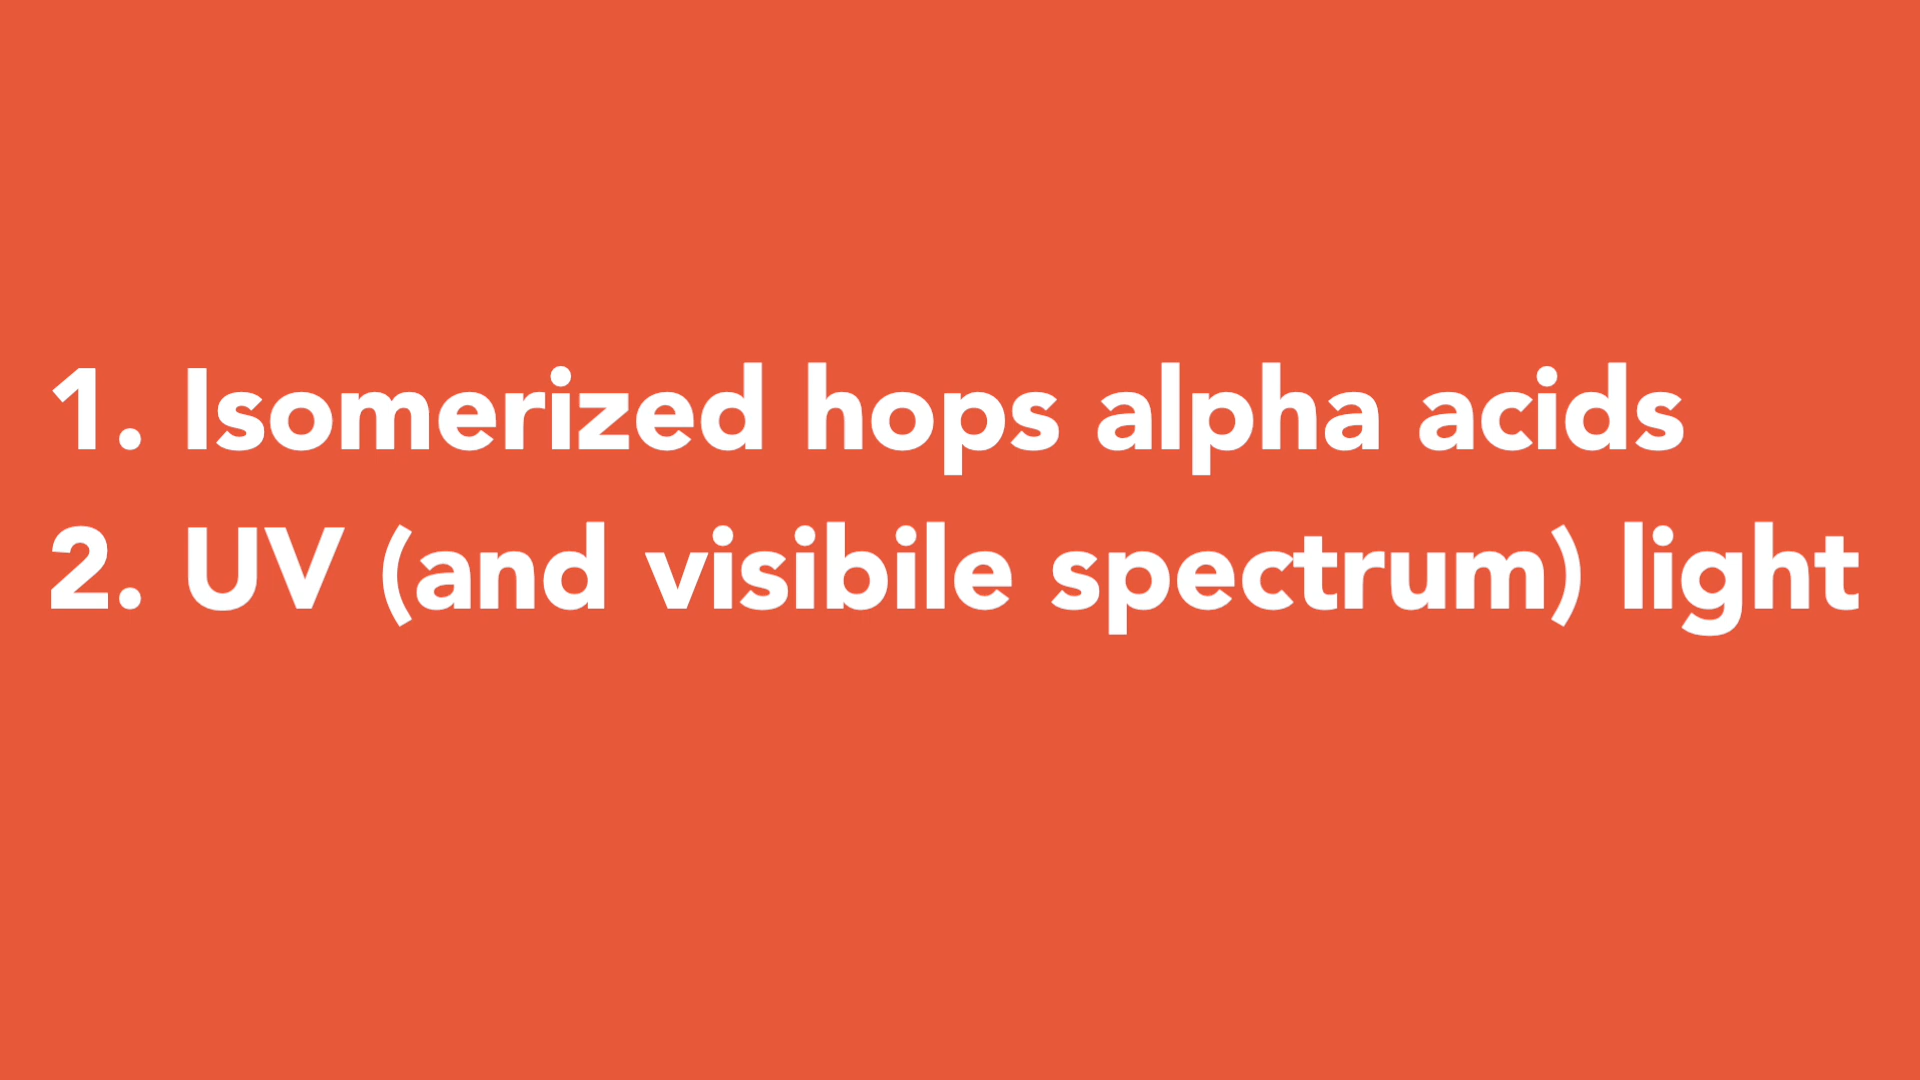 1. Isomerized hops alpha acids
2. UV (and visibile spectrum) light